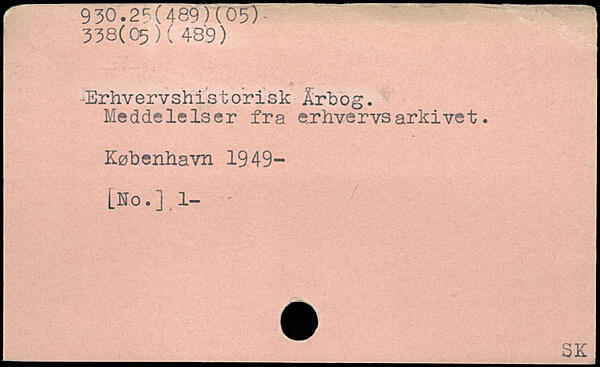 930.25(489)(05)
338(05)(489)
Erhvervshistorisk Årbog.
Meddelelser fra erhvervsarkivet.
København 1949-
[No.] 1-
SK